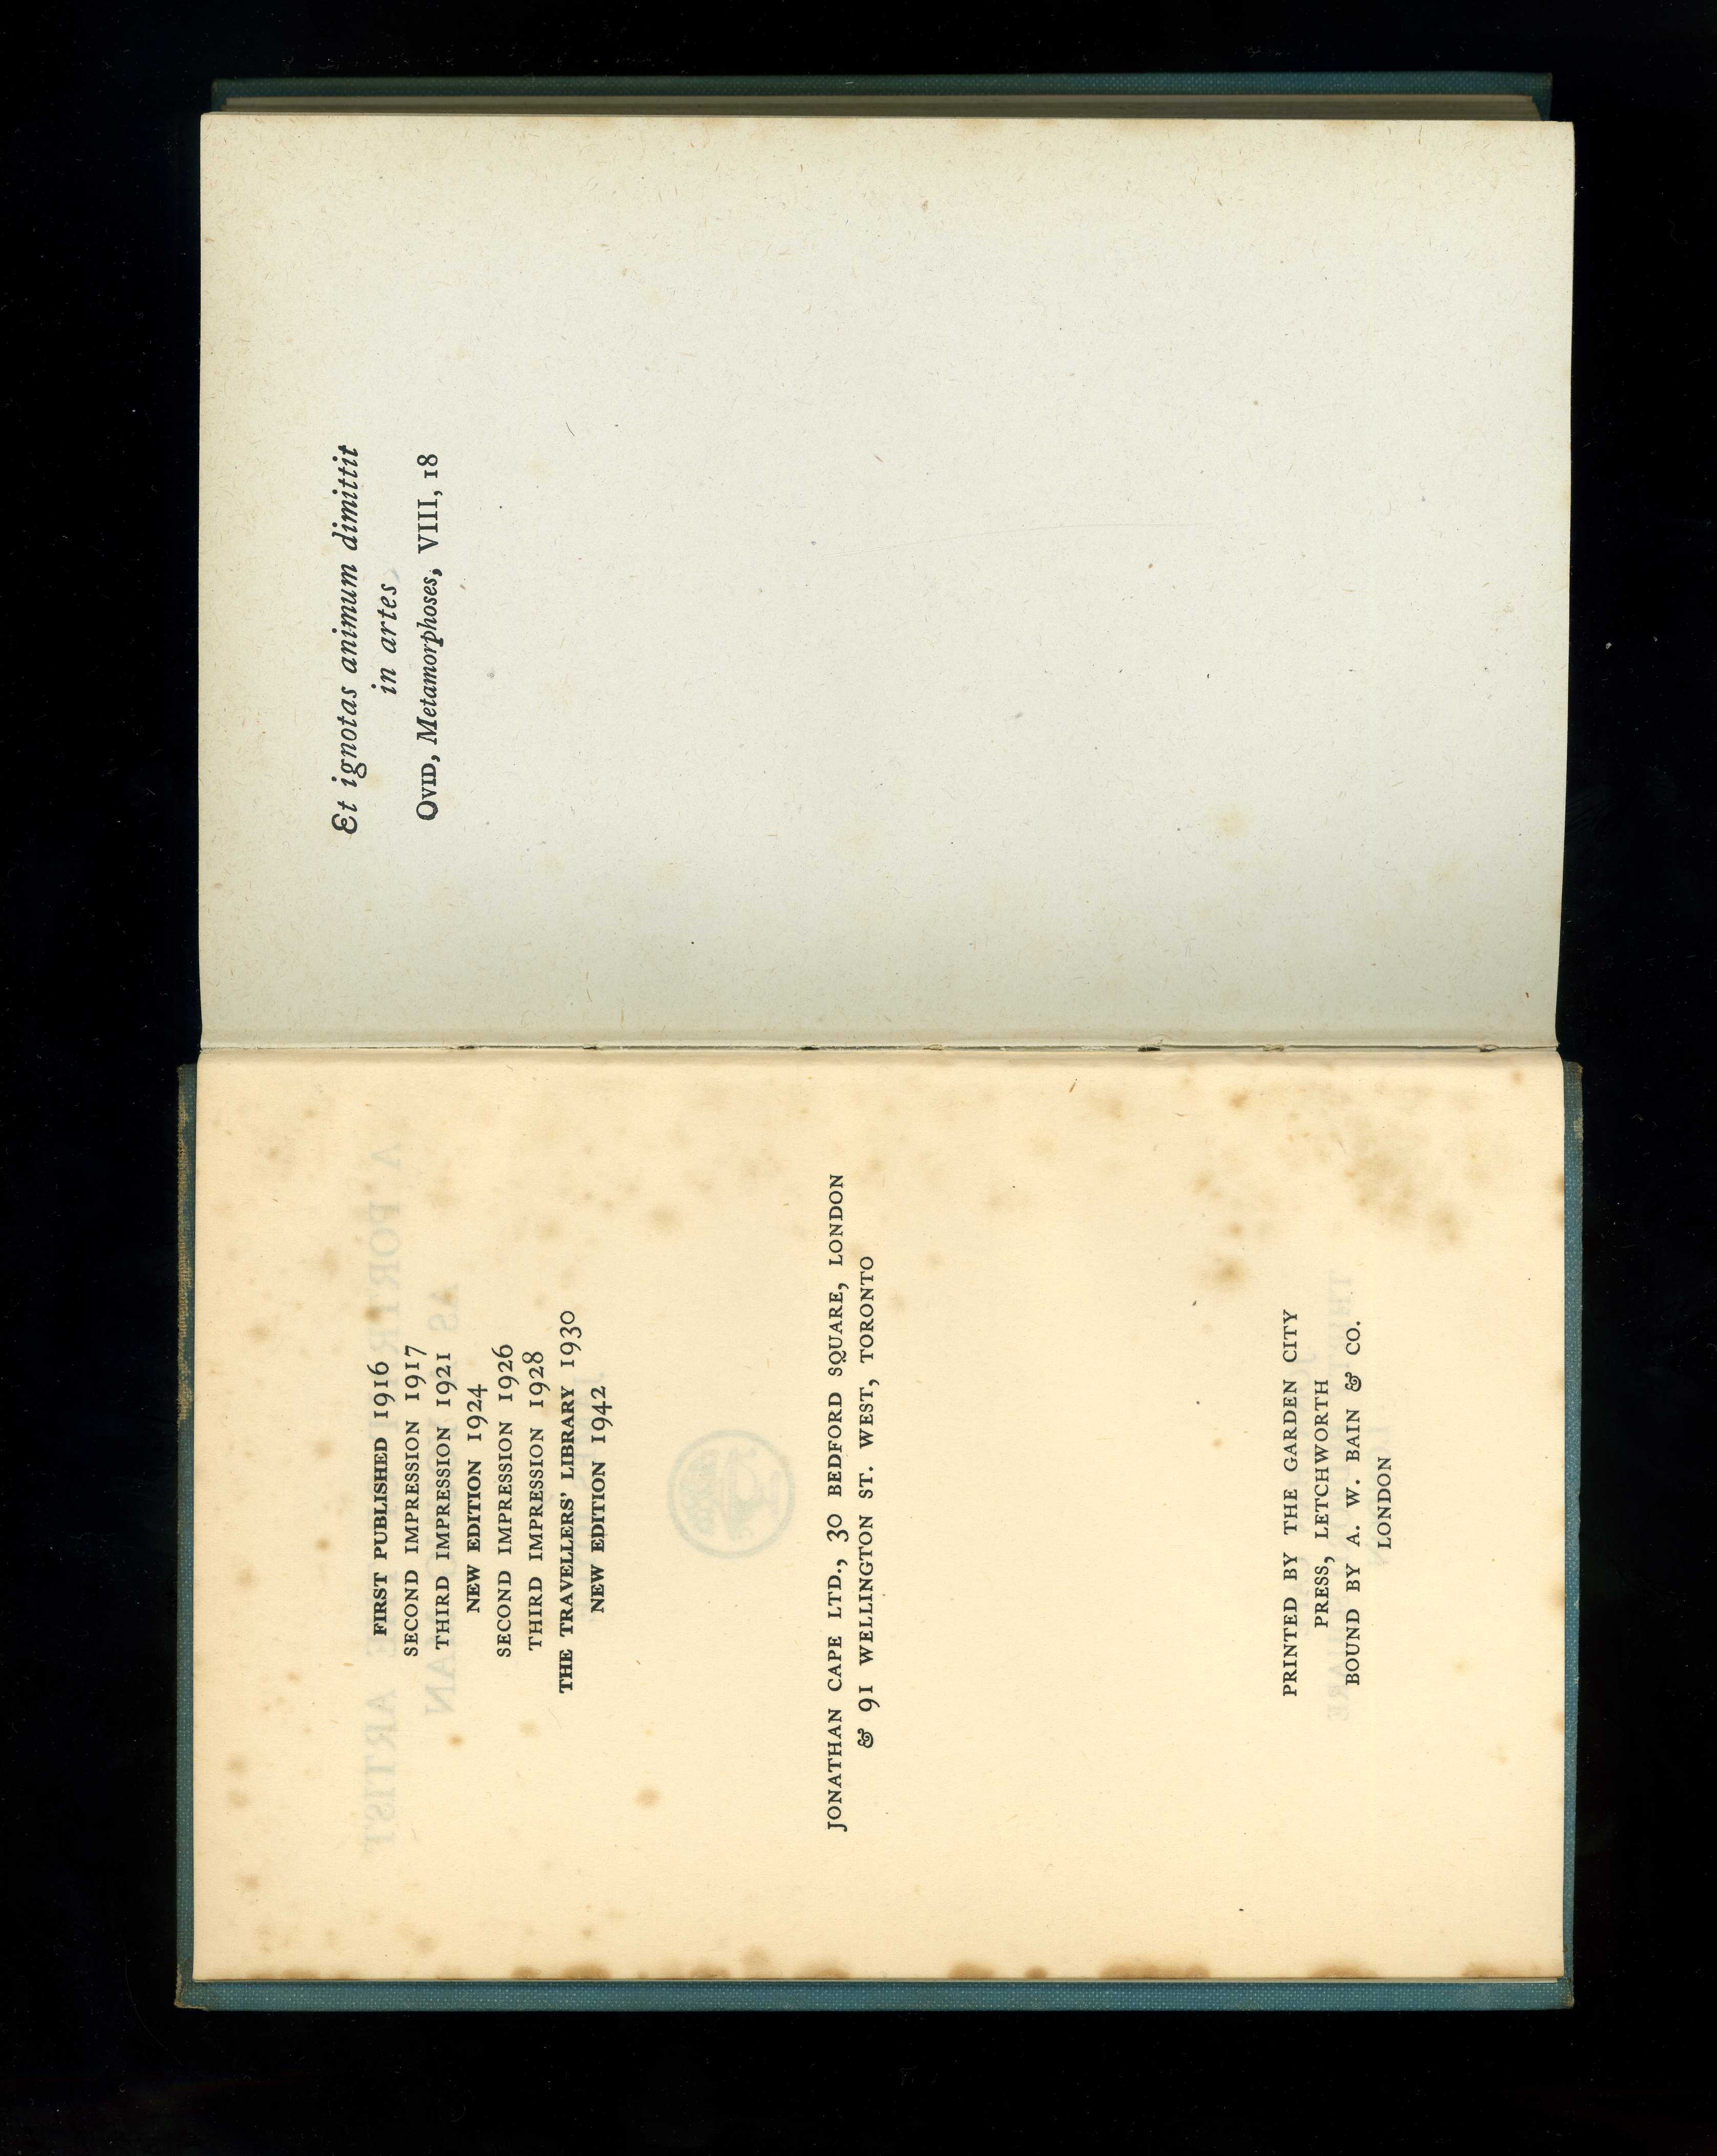 FIRST PUBLISHED 1916
SECOND IMPRESSION 1917
THIRD IMPRESSION 1921
NEW EDITION 1924
SECOND IMPRESSION 1926
THIRD IMPRESSION 1928
THE TRAVELLERS' LIBRARY 1930
NEW EDITION 1942
JONATHAN CAPE LTD., 30 BEDFORD SQUARE, LONDON
& 91 WELLINGTON ST. WEST, TORONTO
PRINTED BY THE GARDEN CITY
PRESS, LETCHWORTH
BOUND BY A. W. BAIN & CO.
LONDON
Et ignotas animum dimittit
in artes
OVID, Metamorphoses, VIII, 18